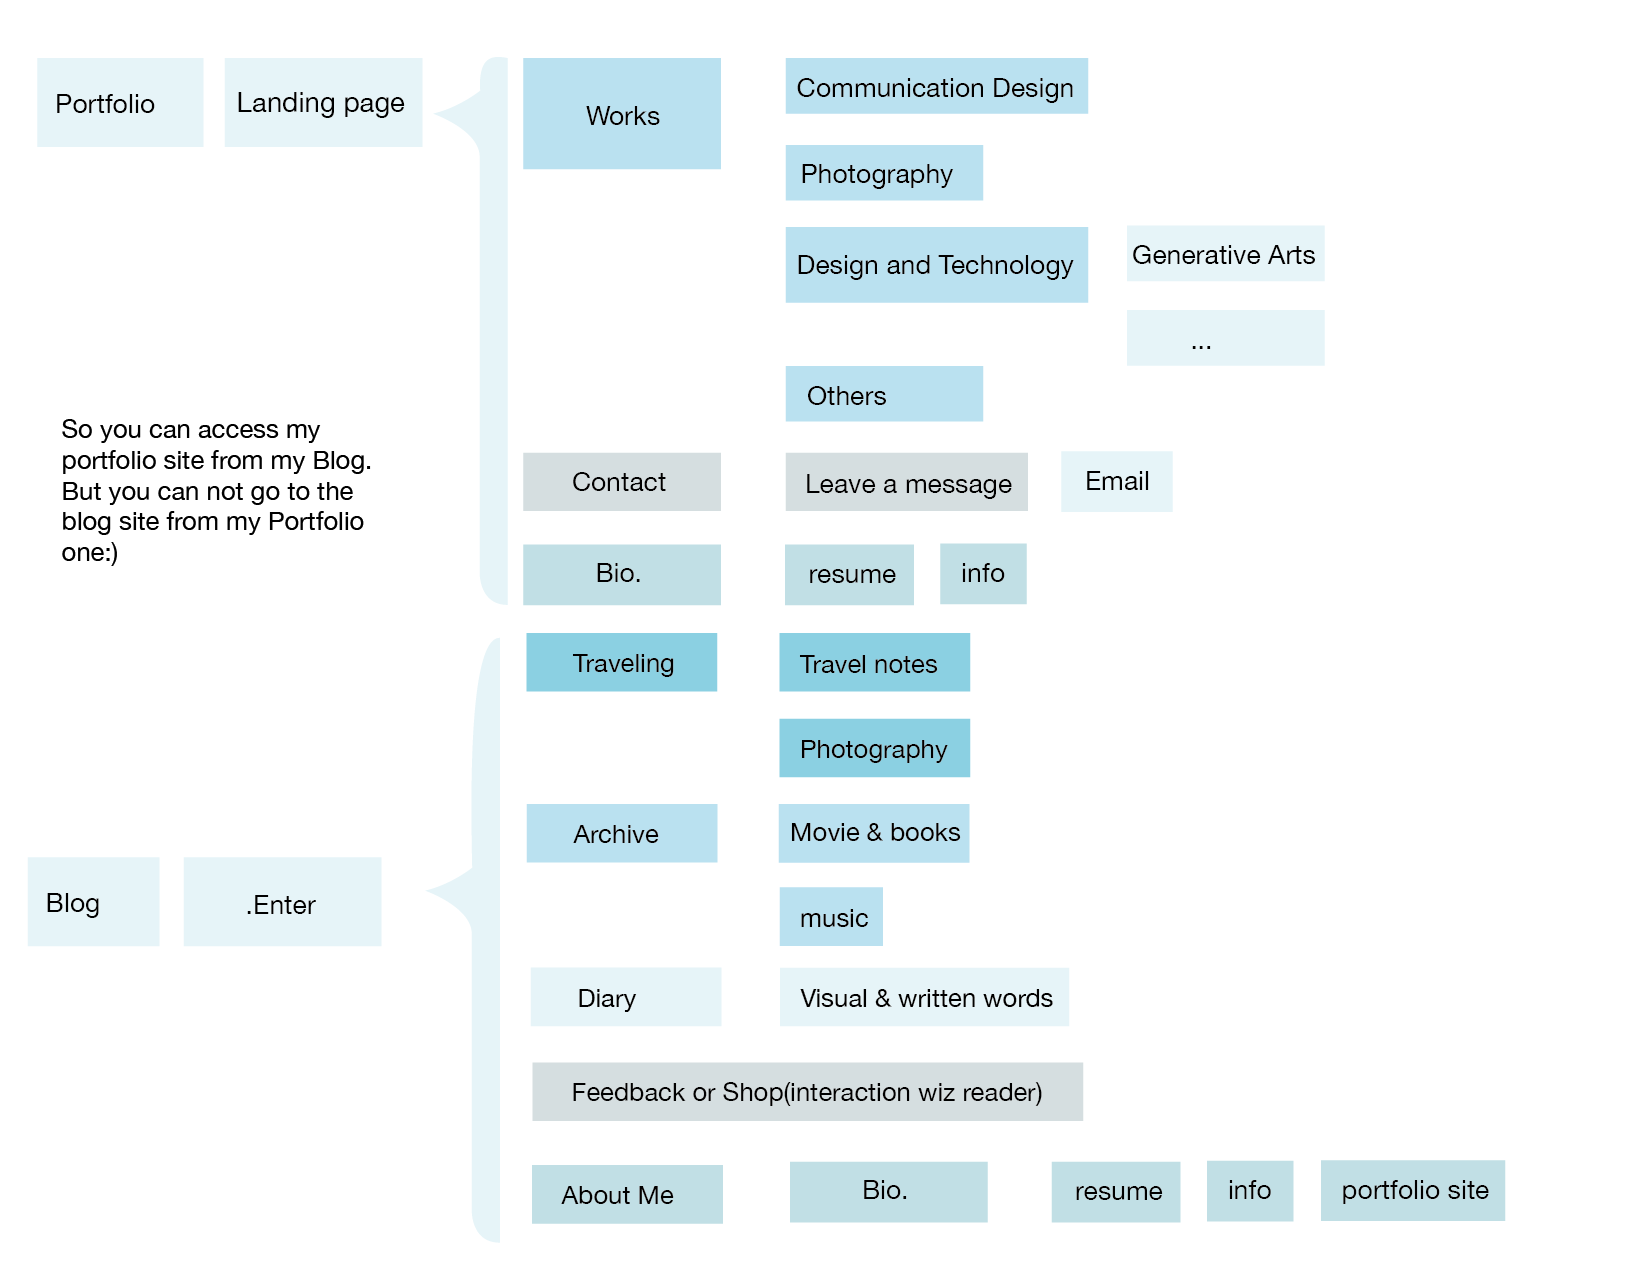 Portfolio
Landing page
Works
Communication Design
Photography
Design and Technology
Generative Arts
...
Others
So you can access my
portfolio site from my Blog.
But you can not go to the
blog site from my Portfolio
one:)
Contact
Leave a message
Email
Bio.
resume
info
Traveling
Travel notes
Photography
Archive
Movie & books
music
Blog
.Enter
Diary
Visual & written words
Feedback or Shop(interaction wiz reader)
About Me
Bio.
resume
info
portfolio site